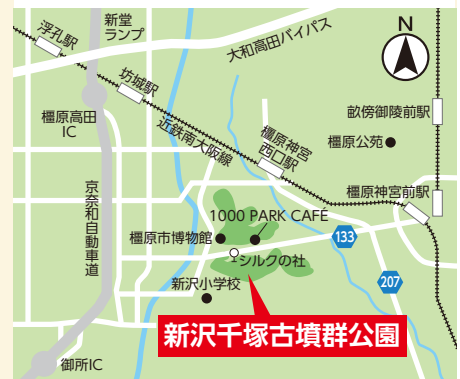 新堂
ランプ
浮孔駅
大和高田バイパス
N
坊城駅
橿原高田
IC
近鉄南大阪線
橿原神宮
西口駅
畝傍御陵前駅
橿原公苑
橿原神宮前駅
京奈和自動車道
1000 PARK CAFÉ
橿原市博物館
133
シルクの杜
207
新沢小学校
新沢千塚古墳群公園
御所IC